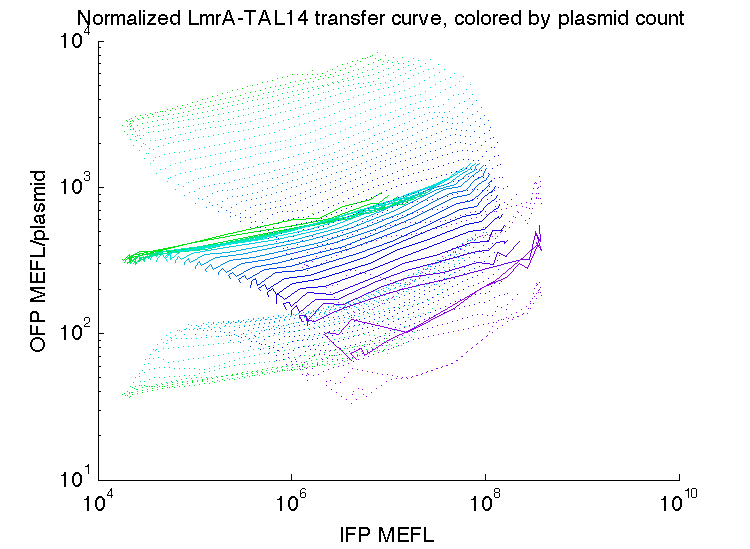 Normalized LmrA-TAL14 transfer curve, colored by plasmid count
10^4
10^3
10^2
10^1
OFP MEFL/plasmid
10^4 10^6 10^8 10^10
IFP MEFL